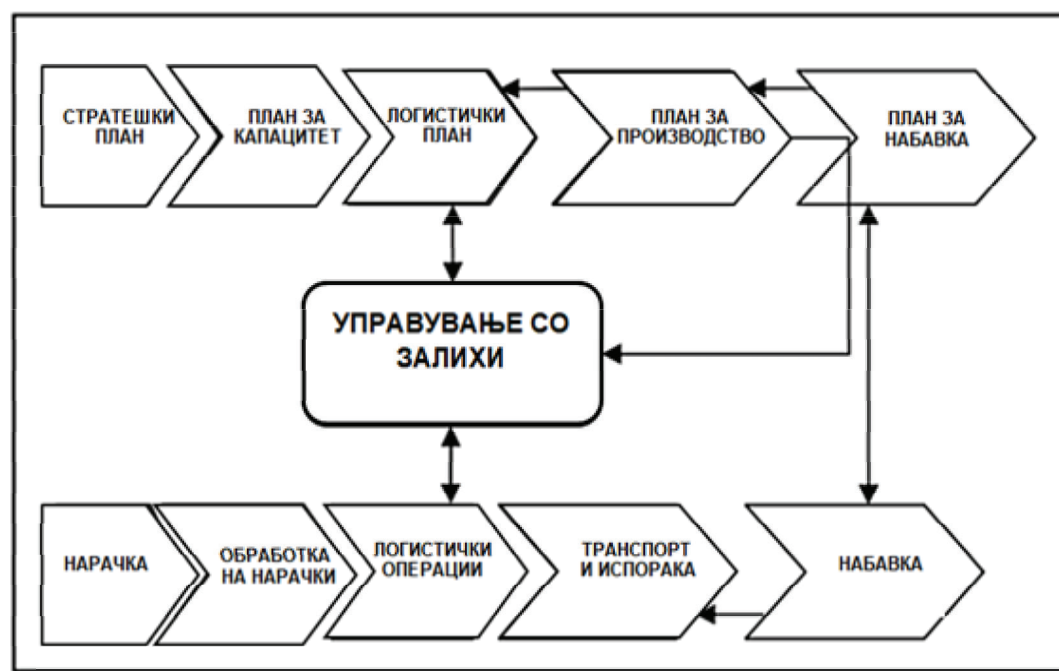 СТРАТЕШКИ
ПЛАН
ПЛАН ЗА
КАПАЦИТЕТ
ЛОГИСТИЧКИ
ПЛАН
ПЛАН ЗА
ПРОИЗВОДСТВО
ПЛАН ЗА
НАБАВКА
УПРАВУВАЊЕ СО
ЗАЛИХИ
НАРАЧКА
ОБРАБОТКА
НА НАРАЧКИ
ЛОГИСТИЧКИ
ОПЕРАЦИИ
ТРАНСПОРТ
И ИСПОРАКА
НАБАВКА